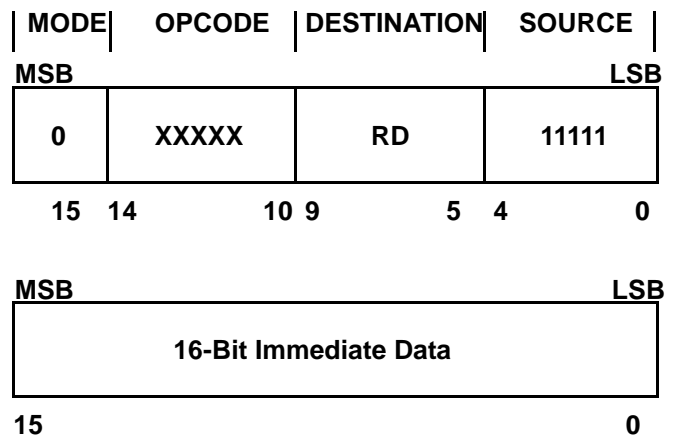 MODE OPCODE DESTINATION SOURCE
MSB LSB
0 XXXXX RD 11111
15 14 10 9 5 4 0
MSB LSB
16-Bit Immediate Data
15 0